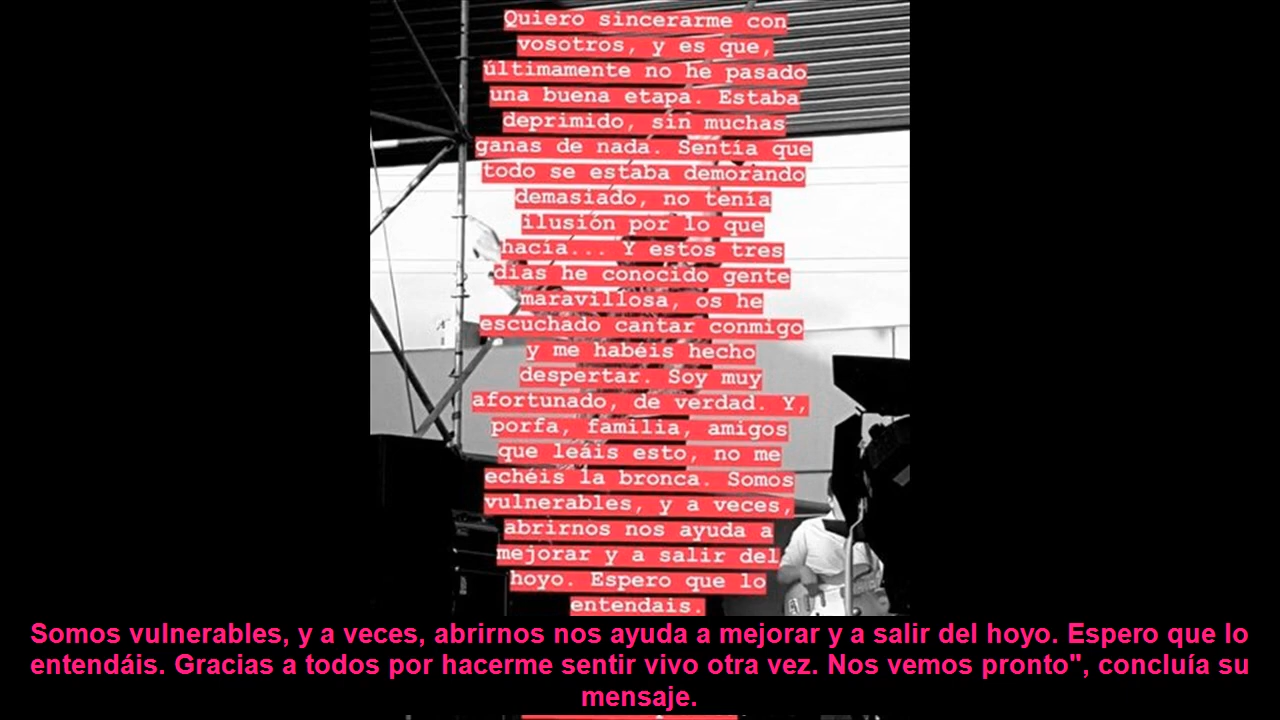 Quiero sincerarme con
vosotros, y es que,
últimamente no he pasado
una buena etapa. Estaba
deprimido, sin muchas
ganas de nada. Sentía que
todo se estaba demorando
demasiado, no tenía
ilusión por lo que
hacía... Y estos tres
días he conocido gente
maravillosa, os he
escuchado cantar conmigo
y me habéis hecho
despertar. Soy muy
afortunado, de verdad. Y,
porfa, familia, amigos
que leáis esto, no me
echéis la bronca. Somos
vulnerables, y a veces,
abrirnos nos ayuda a
mejorar y a salir del
hoyo. Espero que lo
entendais.
Somos vulnerables, y a veces, abrirnos nos ayuda a mejorar y a salir del hoyo. Espero que lo
entendáis. Gracias a todos por hacerme sentir vivo otra vez. Nos vemos pronto", concluía su
mensaje.